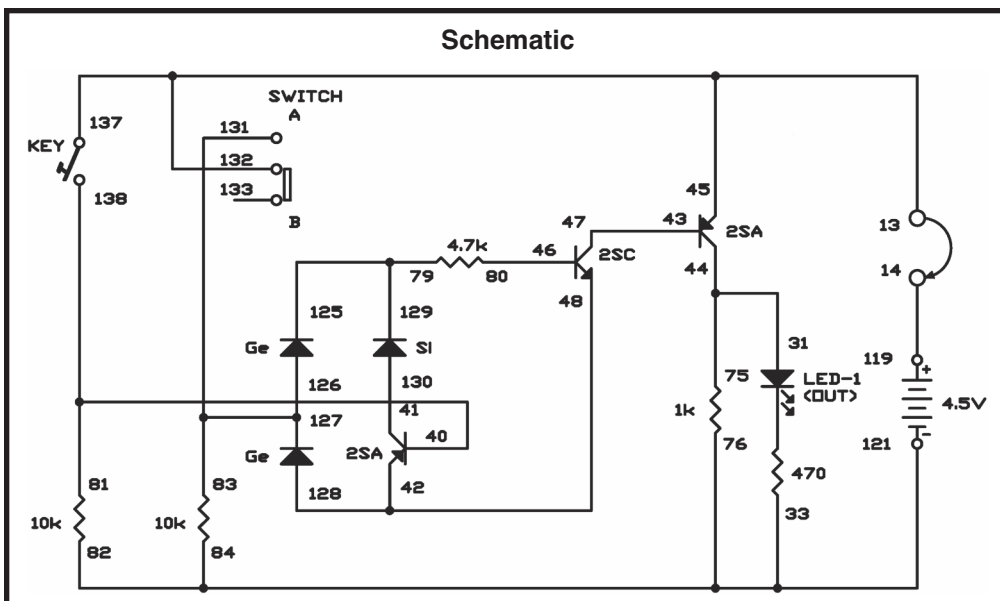 Schematic
SWITCH
A
137
131
KEY
132
138
133
B
45
47
43
2SA
13
4.7k
46
2SC
79
80
44
14
48
125
129
Ge
SI
31
119
+
126
130
75
LED-1
(OUT)
4.5V
127
41
40
1k
76
121
-
Ge
2SA
128
42
81
83
470
10k
10k
33
82
84